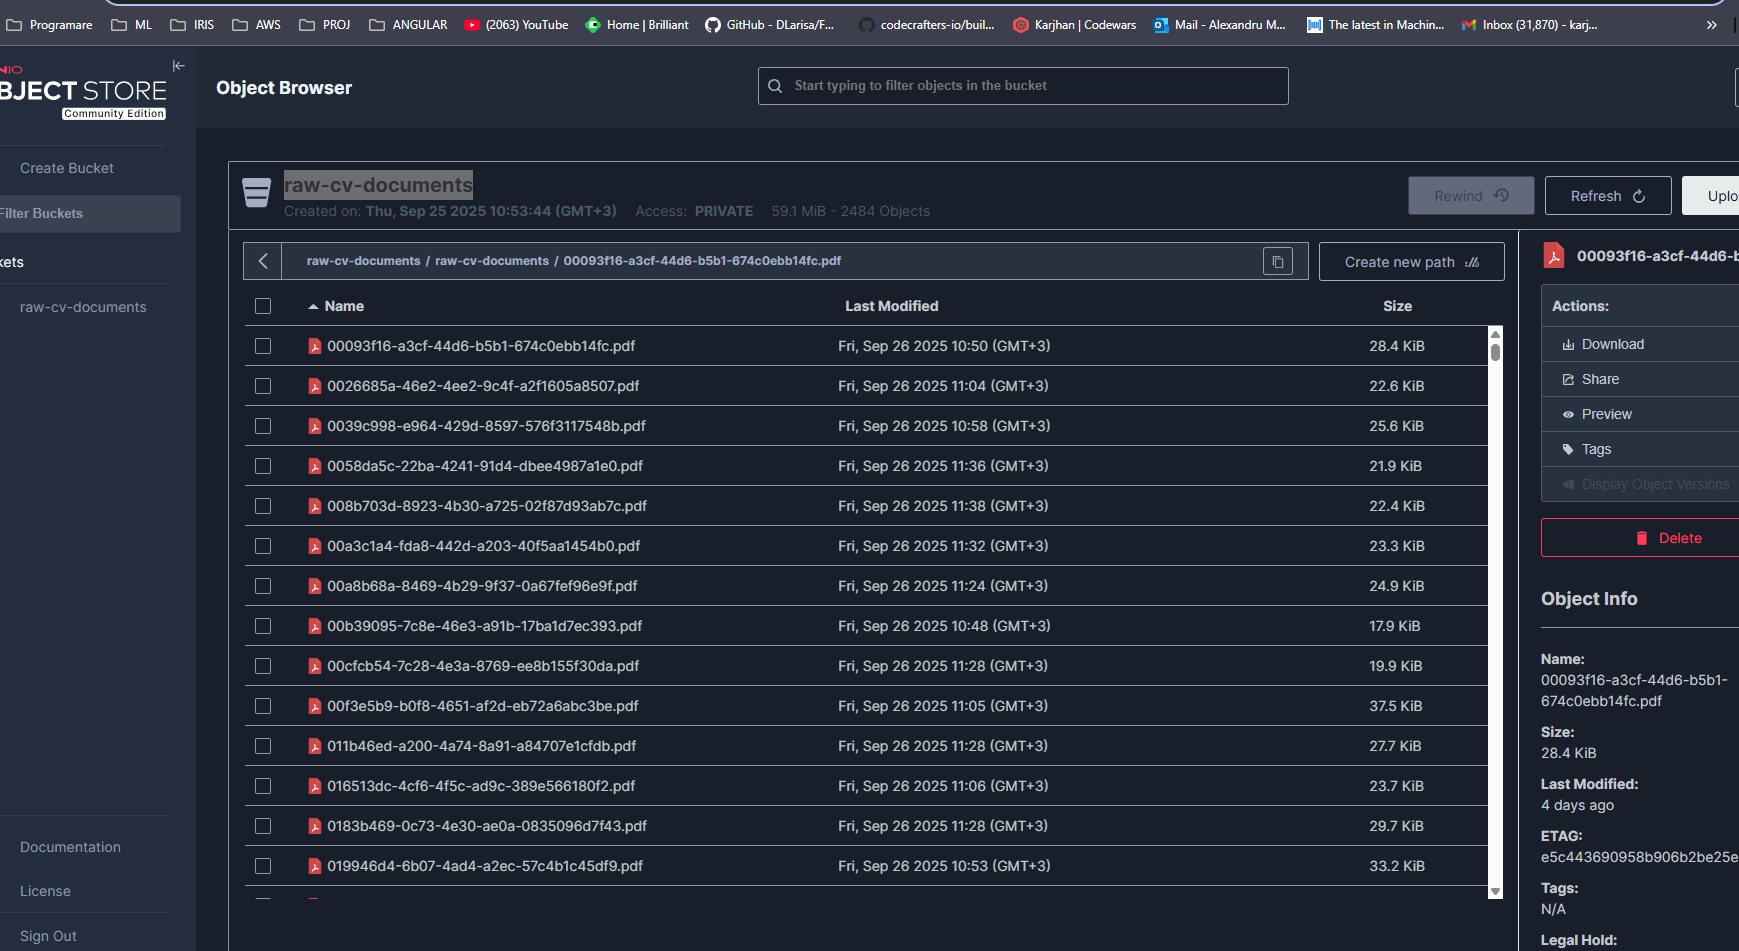 Programare ML IRIS AWS PROJ ANGULAR (2063) YouTube Home | Brilliant GitHub - DLarisa/F... codecrafters-io/buil... Karjhan | Codewars Mail - Alexandru M... The latest in Machin... Inbox (31,870) - karj...
NIO
BJECT STORE
Community Edition
Object Browser
Start typing to filter objects in the bucket
Create Bucket
Filter Buckets
kets
raw-cv-documents
Documentation
License
Sign Out
raw-cv-documents
Created on: Thu, Sep 25 2025 10:53:44 (GMT+3) Access: PRIVATE 59.1 MiB - 2484 Objects
Rewind Refresh Uplo
raw-cv-documents / raw-cv-documents / 00093f16-a3cf-44d6-b5b1-674c0ebb14fc.pdf
Create new path
Name Last Modified Size
00093f16-a3cf-44d6-b5b1-674c0ebb14fc.pdf Fri, Sep 26 2025 10:50 (GMT+3) 28.4 KiB
0026685a-46e2-4ee2-9c4f-a2f1605a8507.pdf Fri, Sep 26 2025 11:04 (GMT+3) 22.6 KiB
0039c998-e964-429d-8597-576f3117548b.pdf Fri, Sep 26 2025 10:58 (GMT+3) 25.6 KiB
0058da5c-22ba-4241-91d4-dbee4987a1e0.pdf Fri, Sep 26 2025 11:36 (GMT+3) 21.9 KiB
008b703d-8923-4b30-a725-02f87d93ab7c.pdf Fri, Sep 26 2025 11:38 (GMT+3) 22.4 KiB
00a3c1a4-fda8-442d-a203-40f5aa1454b0.pdf Fri, Sep 26 2025 11:32 (GMT+3) 23.3 KiB
00a8b68a-8469-4b29-9f37-0a67fef96e9f.pdf Fri, Sep 26 2025 11:24 (GMT+3) 24.9 KiB
00b39095-7c8e-46e3-a91b-17ba1d7ec393.pdf Fri, Sep 26 2025 10:48 (GMT+3) 17.9 KiB
00cfcb54-7c28-4e3a-8769-ee8b155f30da.pdf Fri, Sep 26 2025 11:28 (GMT+3) 19.9 KiB
00f3e5b9-b0f8-4651-af2d-eb72a6abc3be.pdf Fri, Sep 26 2025 11:05 (GMT+3) 37.5 KiB
011b46ed-a200-4a74-8a91-a84707e1cfdb.pdf Fri, Sep 26 2025 11:28 (GMT+3) 27.7 KiB
016513dc-4cf6-4f5c-ad9c-389e566180f2.pdf Fri, Sep 26 2025 11:06 (GMT+3) 23.7 KiB
0183b469-0c73-4e30-ae0a-0835096d7f43.pdf Fri, Sep 26 2025 11:28 (GMT+3) 29.7 KiB
019946d4-6b07-4ad4-a2ec-57c4b1c45df9.pdf Fri, Sep 26 2025 10:53 (GMT+3) 33.2 KiB
00093f16-a3cf-44d6-b
Actions:
Download
Share
Preview
Tags
Display Object Versions
Delete
Object Info
Name:
00093f16-a3cf-44d6-b5b1-
674c0ebb14fc.pdf
Size:
28.4 KiB
Last Modified:
4 days ago
ETAG:
e5c443690958b906b2be25e
Tags:
N/A
Legal Hold: